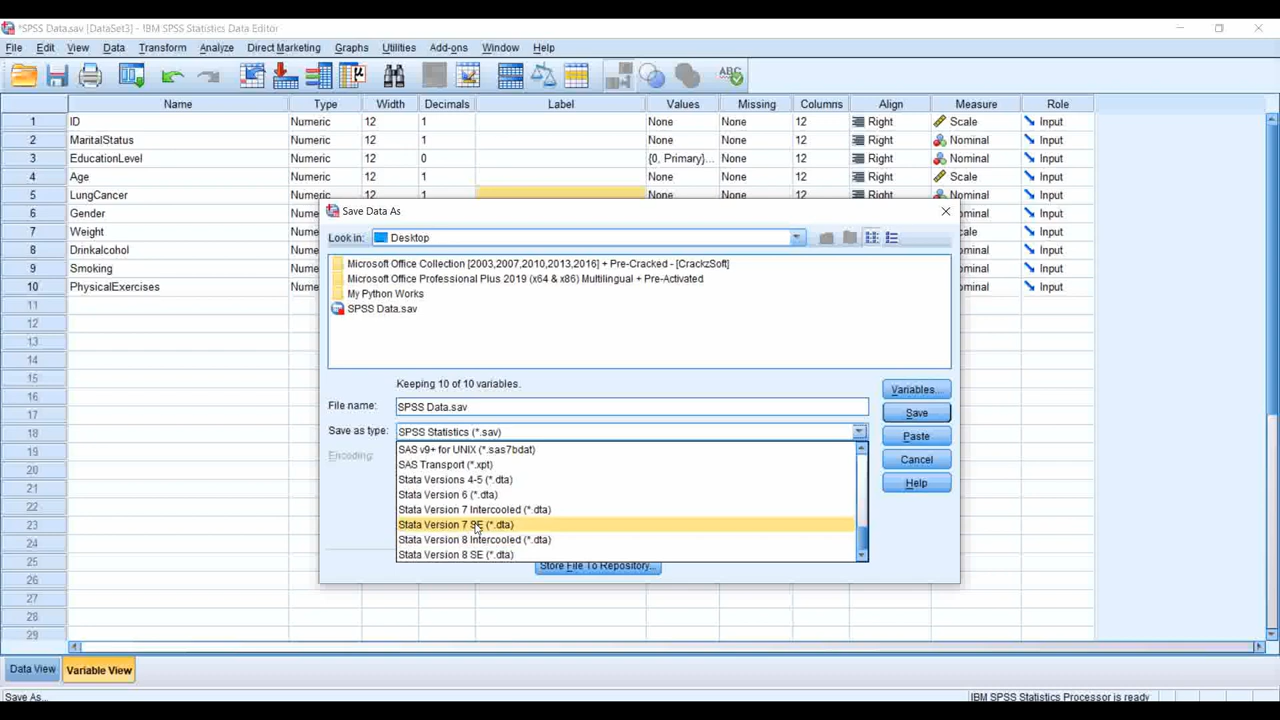 *SPSS Data.sav [DataSet3] - IBM SPSS Statistics Data Editor
File Edit View Data Transform Analyze Direct Marketing Graphs Utilities Add-ons Window Help
Name Type Width Decimals Label Values Missing Columns Align Measure Role
1 ID Numeric 12 1 None None 12 Right Scale Input
2 MaritalStatus Numeric 12 1 None None 12 Right Nominal Input
3 EducationLevel Numeric 12 0 {0, Primary}... None 12 Right Nominal Input
4 Age Numeric 12 1 None None 12 Right Scale Input
5 LungCancer Numeric 12 1 None None 12 Right Nominal Input
6 Gender Nume ominal Input
7 Weight Nume cale Input
8 Drinkalcohol Nume ominal Input
9 Smoking Nume ominal Input
10 PhysicalExercises Nume ominal Input
11
12
13
14
15
16
17
18
19
20
21
22
23
24
25
26
27
28
29
Save Data As
Look in: Desktop
Microsoft Office Collection [2003,2007,2010,2013,2016] + Pre-Cracked - [CrackzSoft]
Microsoft Office Professional Plus 2019 (x64 & x86) Multilingual + Pre-Activated
My Python Works
SPSS Data.sav
Keeping 10 of 10 variables.
Variables...
File name: SPSS Data.sav
Save
Save as type: SPSS Statistics (*.sav)
Paste
Encoding:
SAS v9+ for UNIX (*.sas7bdat)
SAS Transport (*.xpt)
Stata Versions 4-5 (*.dta)
Stata Version 6 (*.dta)
Stata Version 7 Intercooled (*.dta)
Stata Version 7 SE (*.dta)
Stata Version 8 Intercooled (*.dta)
Stata Version 8 SE (*.dta)
Cancel
Help
Store File To Repository...
Data View Variable View
Save As... IBM SPSS Statistics Processor is ready